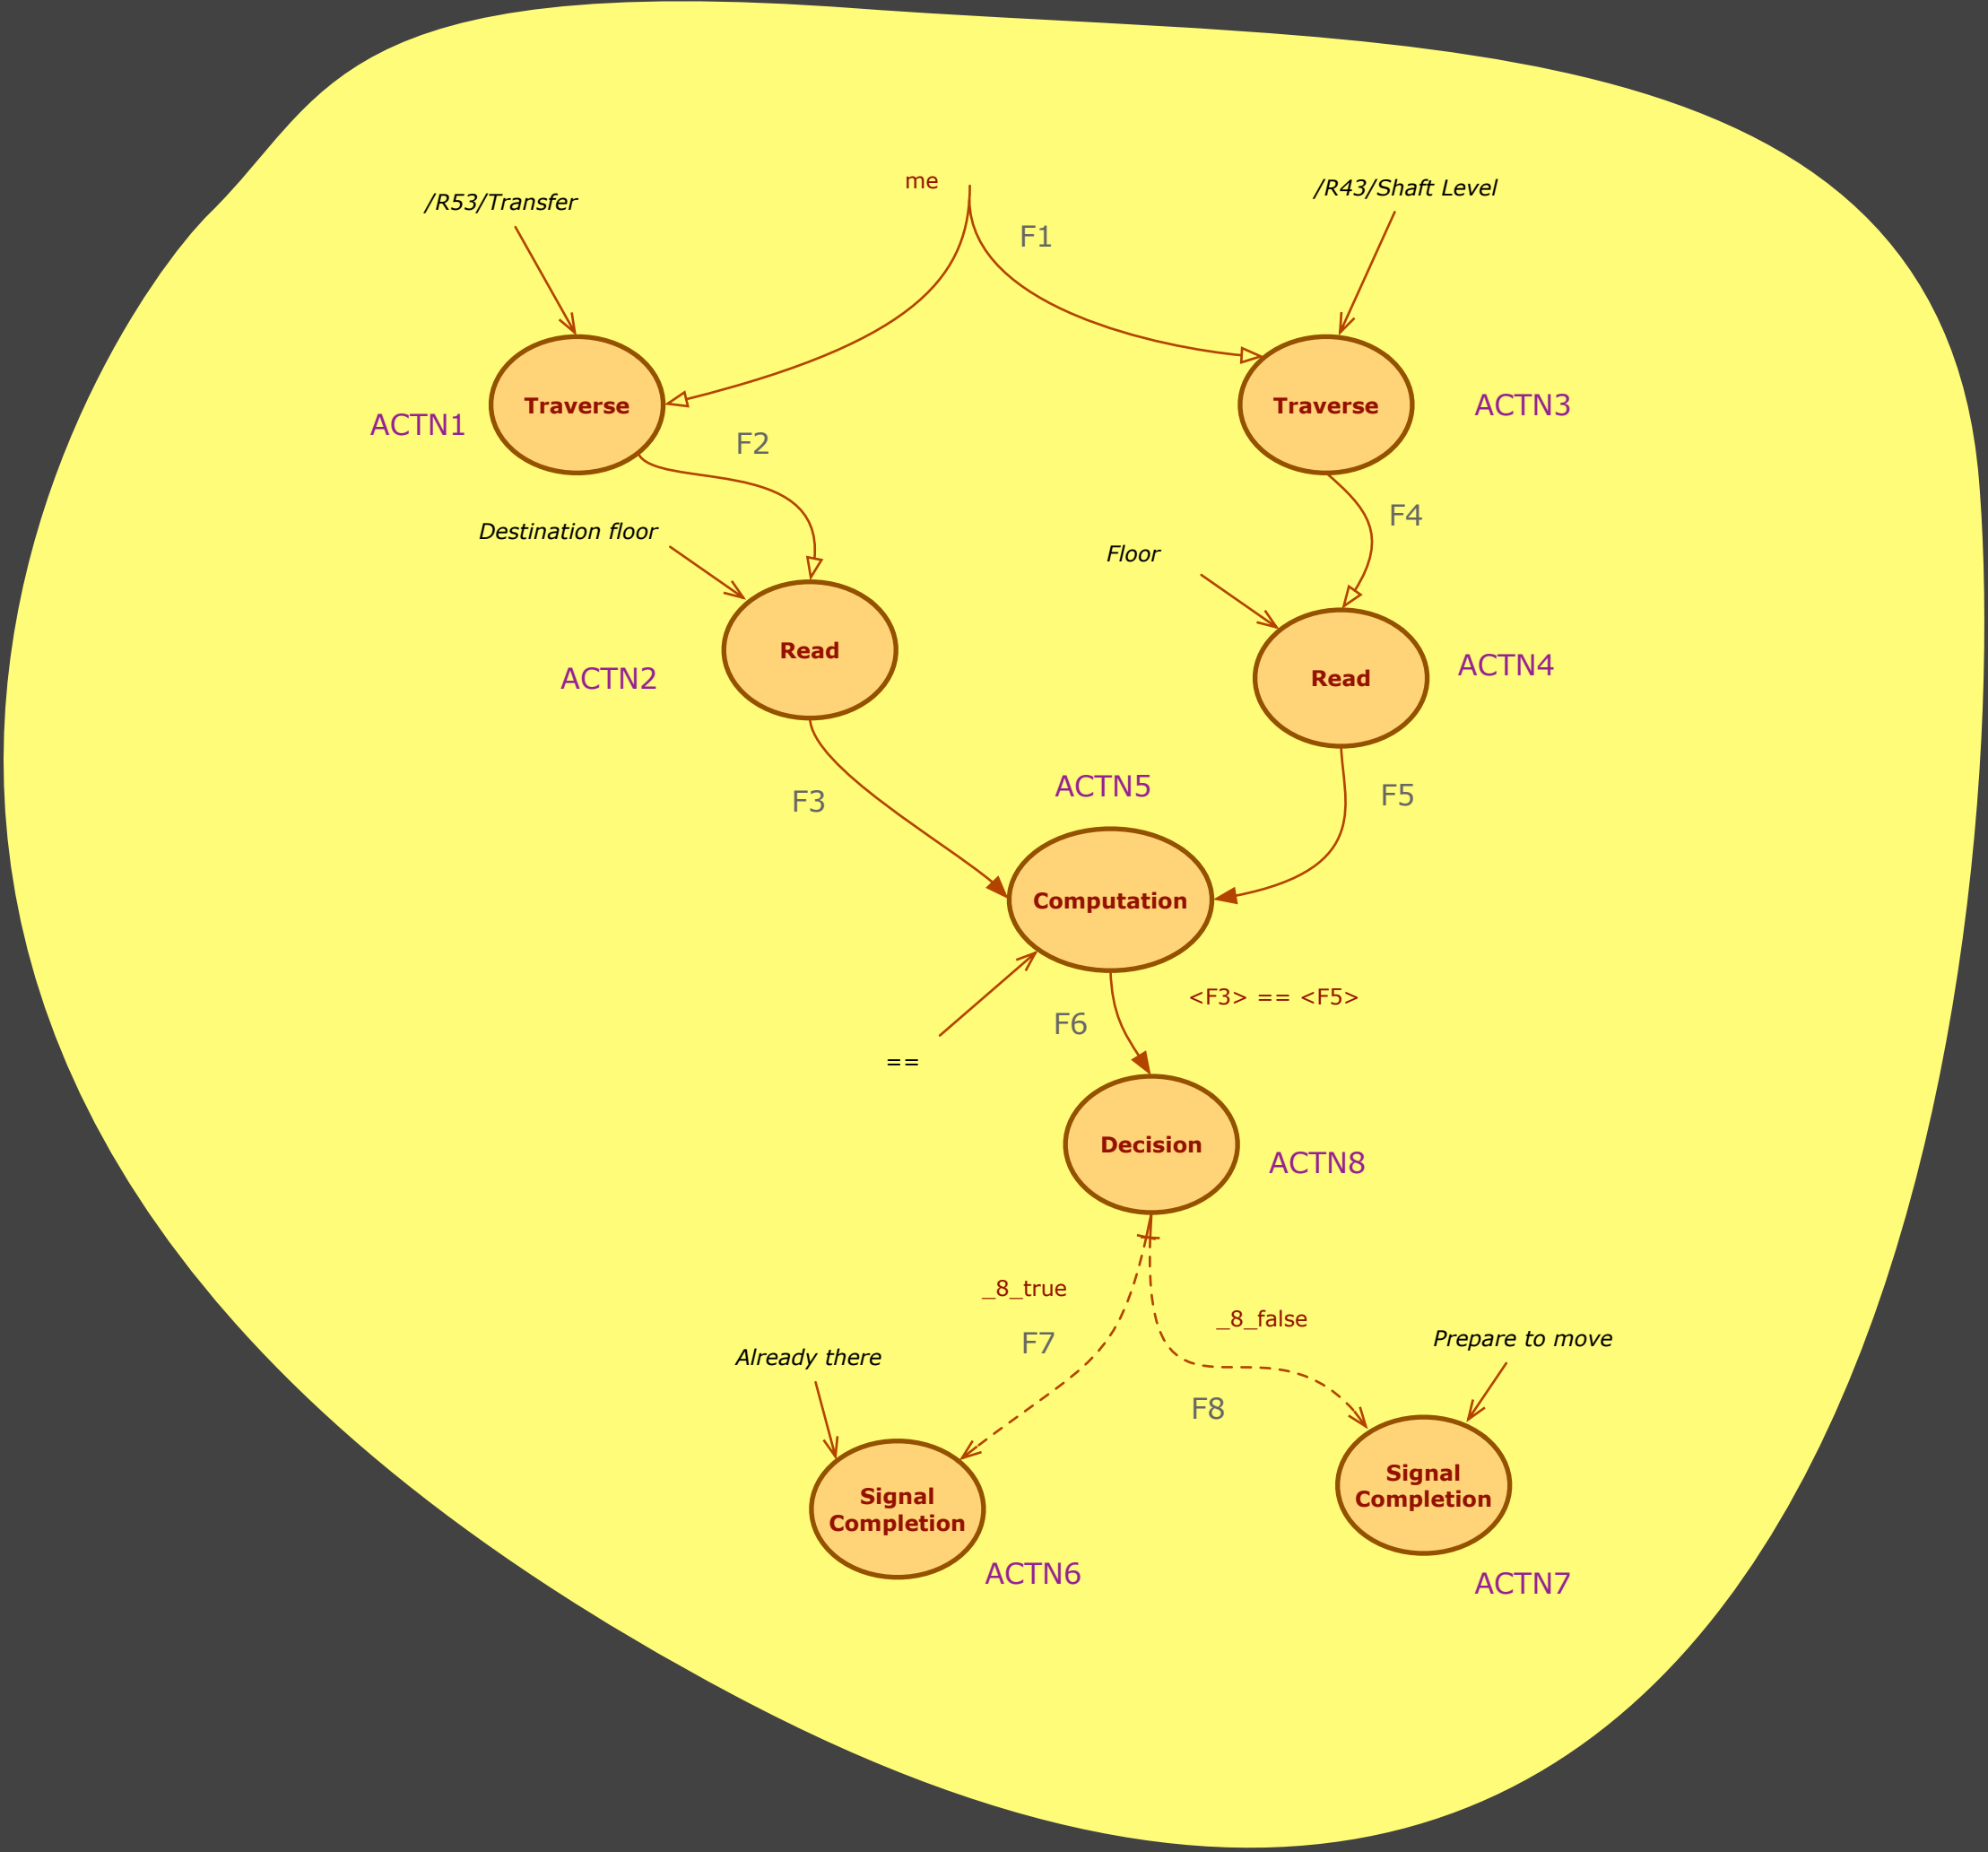 me
/R43/Shaft Level
/R53/Transfer
F1
Traverse
Traverse
ACTN3
ACTN1
F2
F4
Destination floor
Floor
Read
ACTN4
Read
ACTN2
ACTN5
F5
F3
Computation
<F3> == <F5>
F6
==
Decision
ACTN8
_8_true
_8_false
F7
Prepare to move
Already there
F8
Signal
Completion
Signal
Completion
ACTN6
ACTN7